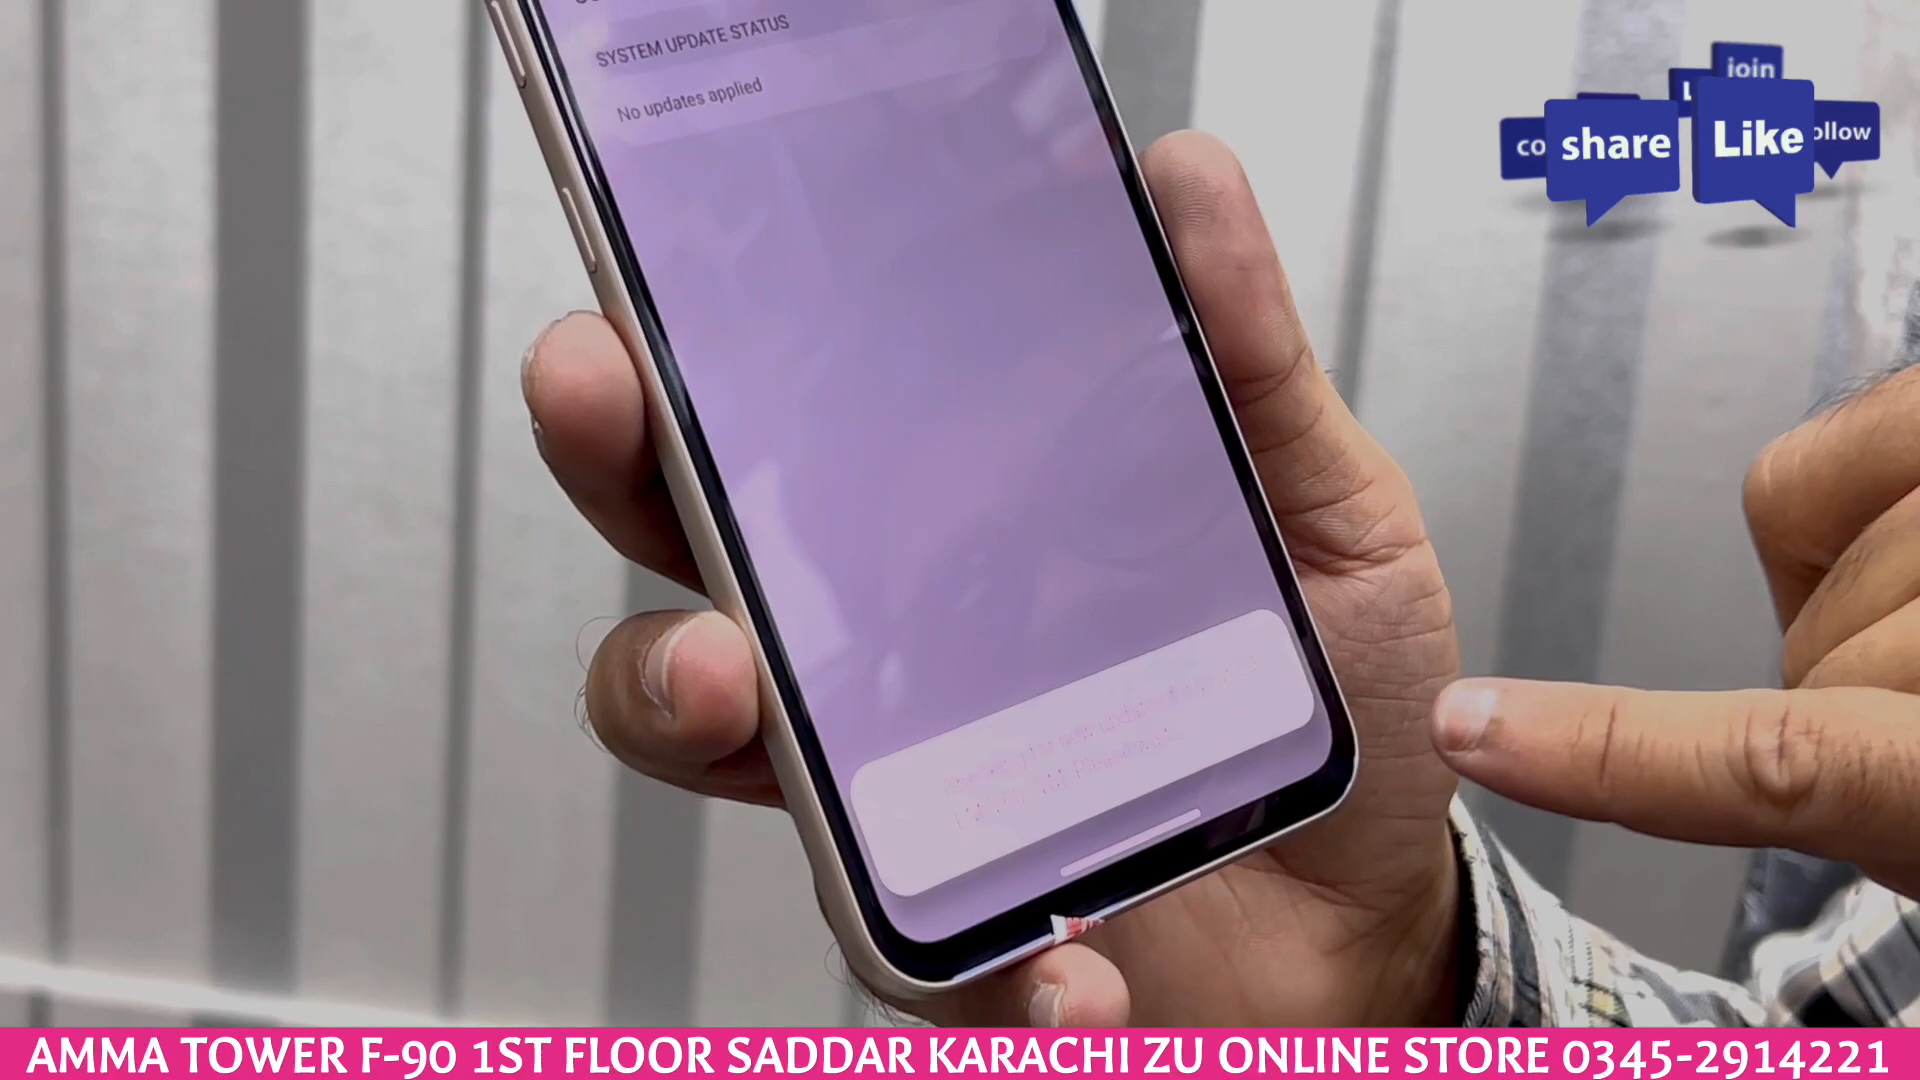 SYSTEM UPDATE STATUS
No updates applied
join
co
share
Like
ollow
AMMA TOWER F-90 1ST FLOOR SADDAR KARACHI ZU ONLINE STORE 0345-2914221